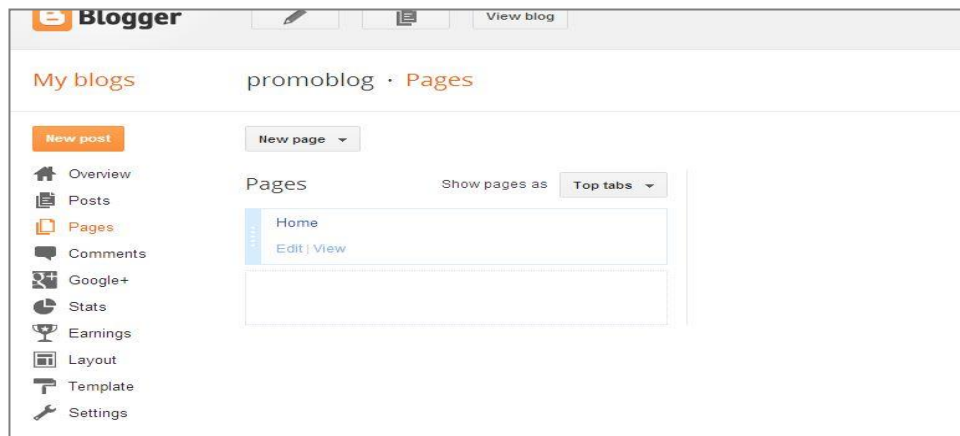 Blogger
View blog
My blogs
promoblog · Pages
New post
New page
Overview
Posts
Pages
Comments
Google+
Stats
Earnings
Layout
Template
Settings
Pages
Show pages as
Top tabs
Home
Edit | View